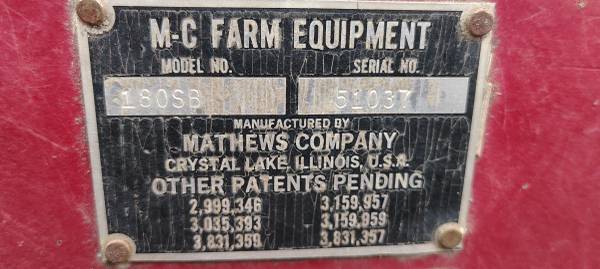 M-C FARM EQUIPMENT
MODEL NO. SERIAL NO.
180SB 51037
MANUFACTURED BY
MATHEWS COMPANY
CRYSTAL LAKE, ILLINOIS, U.S.A.
OTHER PATENTS PENDING
2,999,346 3,159,957
3,035,393 3,159,959
3,831,359 3,831,357